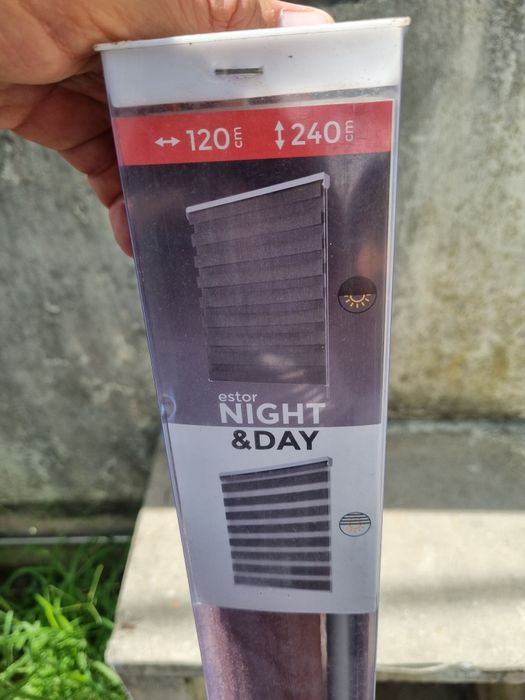 ↔ 120 cm ↕ 240 cm
estor
NIGHT
&DAY